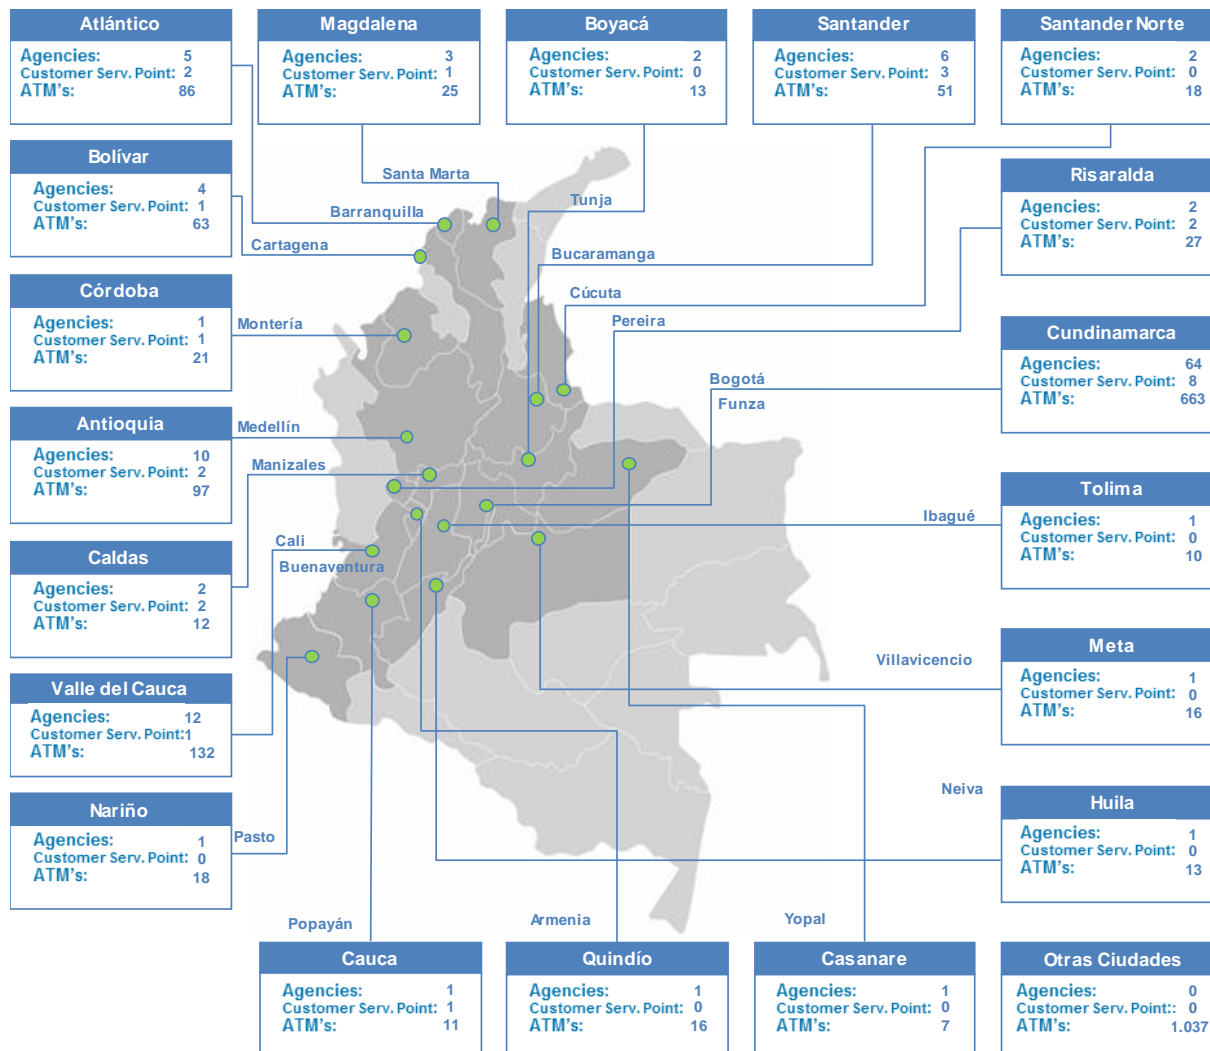 Atlántico
Agencies: 5
Customer Serv. Point: 2
ATM's: 86
Magdalena
Agencies: 3
Customer Serv. Point: 1
ATM's: 25
Boyacá
Agencies: 2
Customer Serv. Point: 0
ATM's: 13
Santander
Agencies: 6
Customer Serv. Point: 3
ATM's: 51
Santander Norte
Agencies: 2
Customer Serv. Point: 0
ATM's: 18
Bolívar
Agencies: 4
Customer Serv. Point: 1
ATM's: 63
Santa Marta
Barranquilla
Cartagena
Tunja
Bucaramanga
Cúcuta
Pereira
Risaralda
Agencies: 2
Customer Serv. Point: 2
ATM's: 27
Córdoba
Agencies: 1
Customer Serv. Point: 1
ATM's: 21
Montería
Cundinamarca
Agencies: 64
Customer Serv. Point: 8
ATM's: 663
Bogotá
Funza
Antioquia
Agencies: 10
Customer Serv. Point: 2
ATM's: 97
Medellín
Manizales
Tolima
Agencies: 1
Customer Serv. Point: 0
ATM's: 10
Ibagué
Caldas
Agencies: 2
Customer Serv. Point: 2
ATM's: 12
Cali
Buenaventura
Meta
Agencies: 1
Customer Serv. Point: 0
ATM's: 16
Villavicencio
Valle del Cauca
Agencies: 12
Customer Serv. Point:1
ATM's: 132
Nariño
Agencies: 1
Customer Serv. Point: 0
ATM's: 18
Pasto
Neiva
Huila
Agencies: 1
Customer Serv. Point: 0
ATM's: 13
Popayán
Armenia
Yopal
Cauca
Agencies: 1
Customer Serv. Point: 1
ATM's: 11
Quindío
Agencies: 1
Customer Serv. Point: 0
ATM's: 16
Casanare
Agencies: 1
Customer Serv. Point: 0
ATM's: 7
Otras Ciudades
Agencies: 0
Customer Serv. Point:: 0
ATM's: 1.037